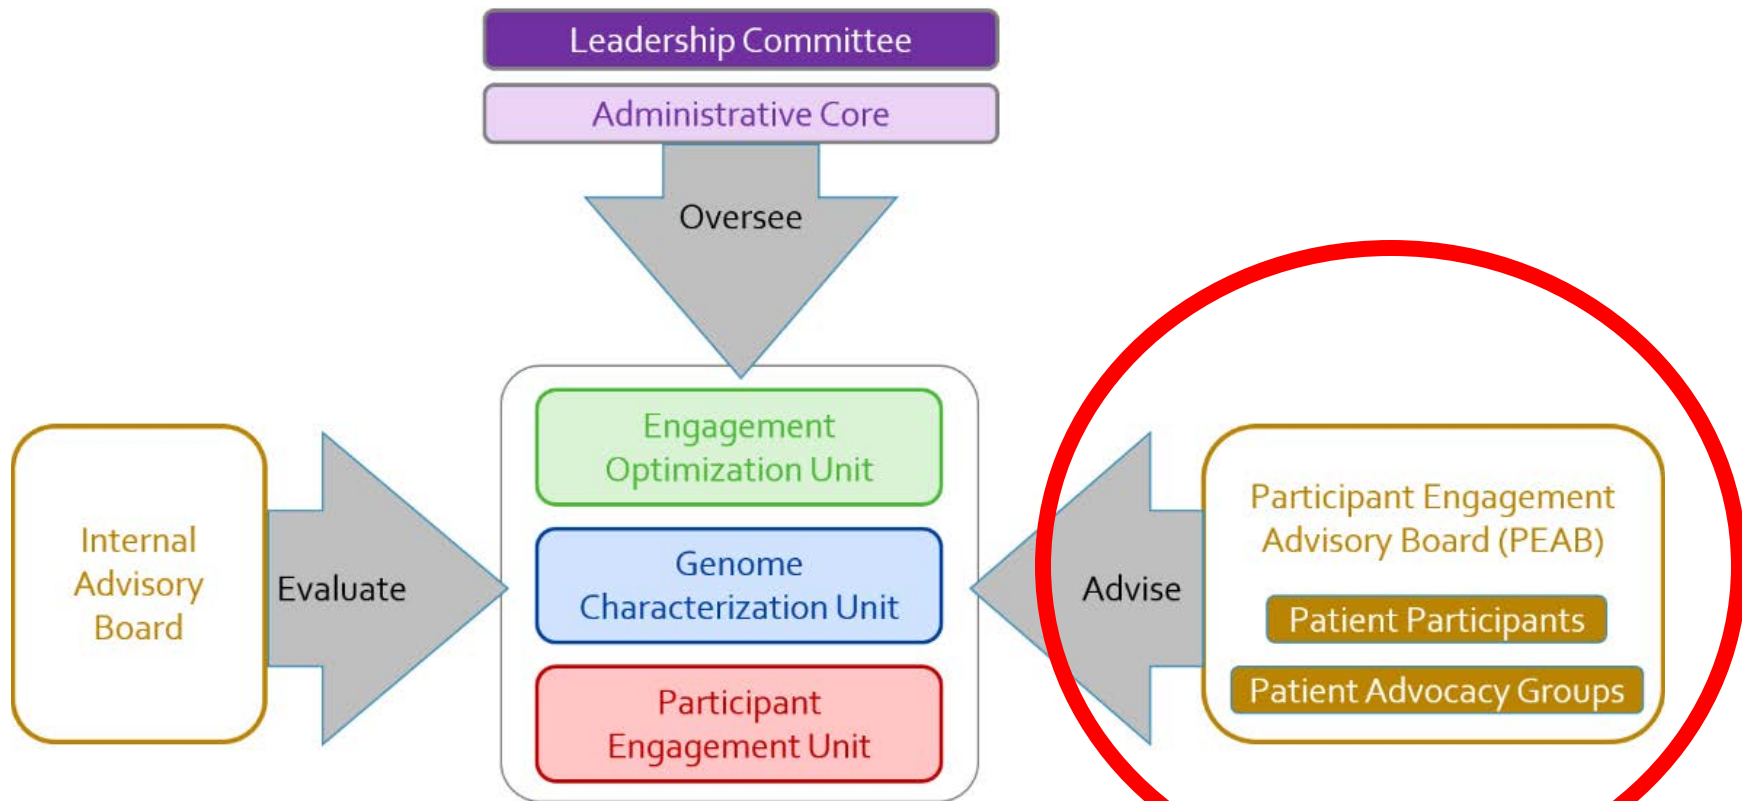 Leadership Committee
Administrative Core
Oversee
Engagement
Optimization Unit
Genome
Characterization Unit
Participant
Engagement Unit
Internal
Advisory
Board
Evaluate
Advise
Participant Engagement
Advisory Board (PEAB)
Patient Participants
Patient Advocacy Groups